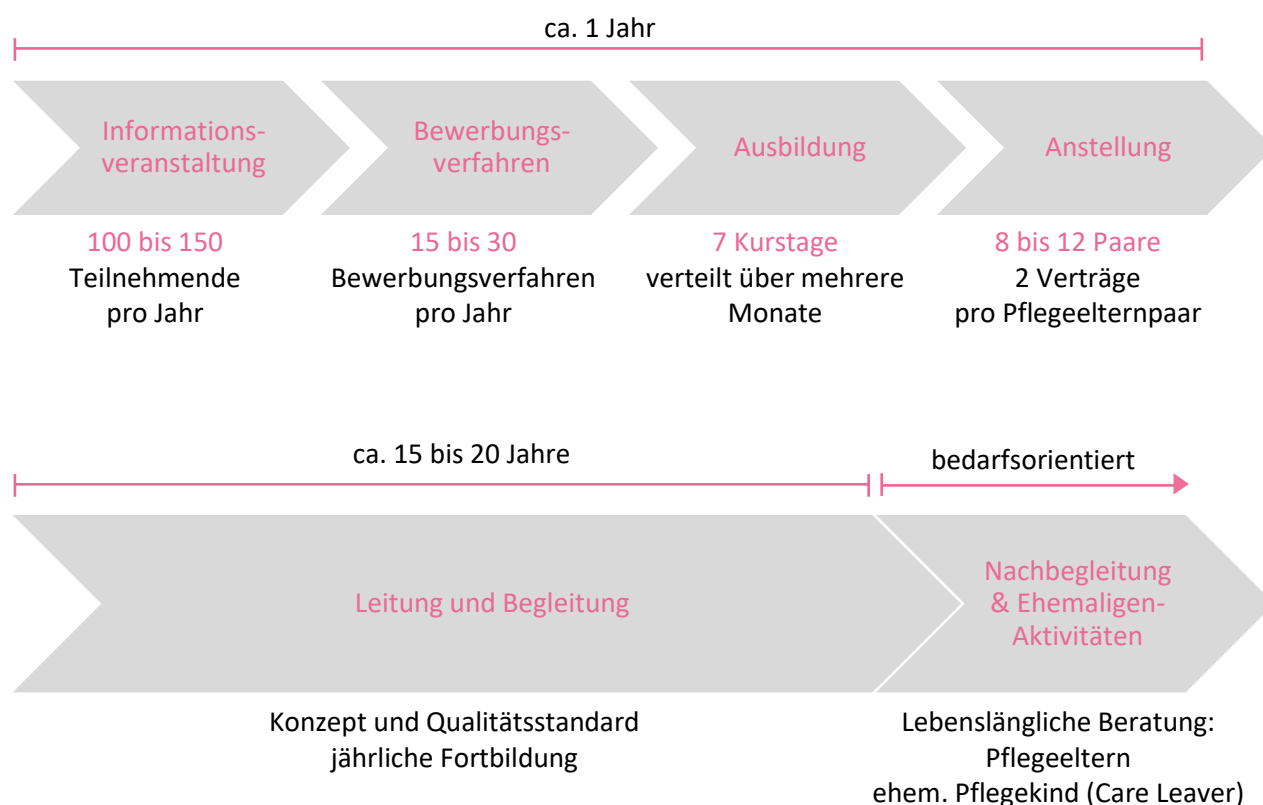 ca. 1 Jahr
Informations-
veranstaltung
Bewerbungs-
verfahren
Ausbildung
Anstellung
100 bis 150
Teilnehmende
pro Jahr
15 bis 30
Bewerbungsverfahren
pro Jahr
7 Kurstage
verteilt über mehrere
Monate
8 bis 12 Paare
2 Verträge
pro Pflegeelternpaar
ca. 15 bis 20 Jahre
bedarfsorientiert
Leitung und Begleitung
Nachbegleitung
& Ehemaligen-
Aktivitäten
Konzept und Qualitätsstandard
jährliche Fortbildung
Lebenslängliche Beratung:
Pflegeeltern
ehem. Pflegekind (Care Leaver)